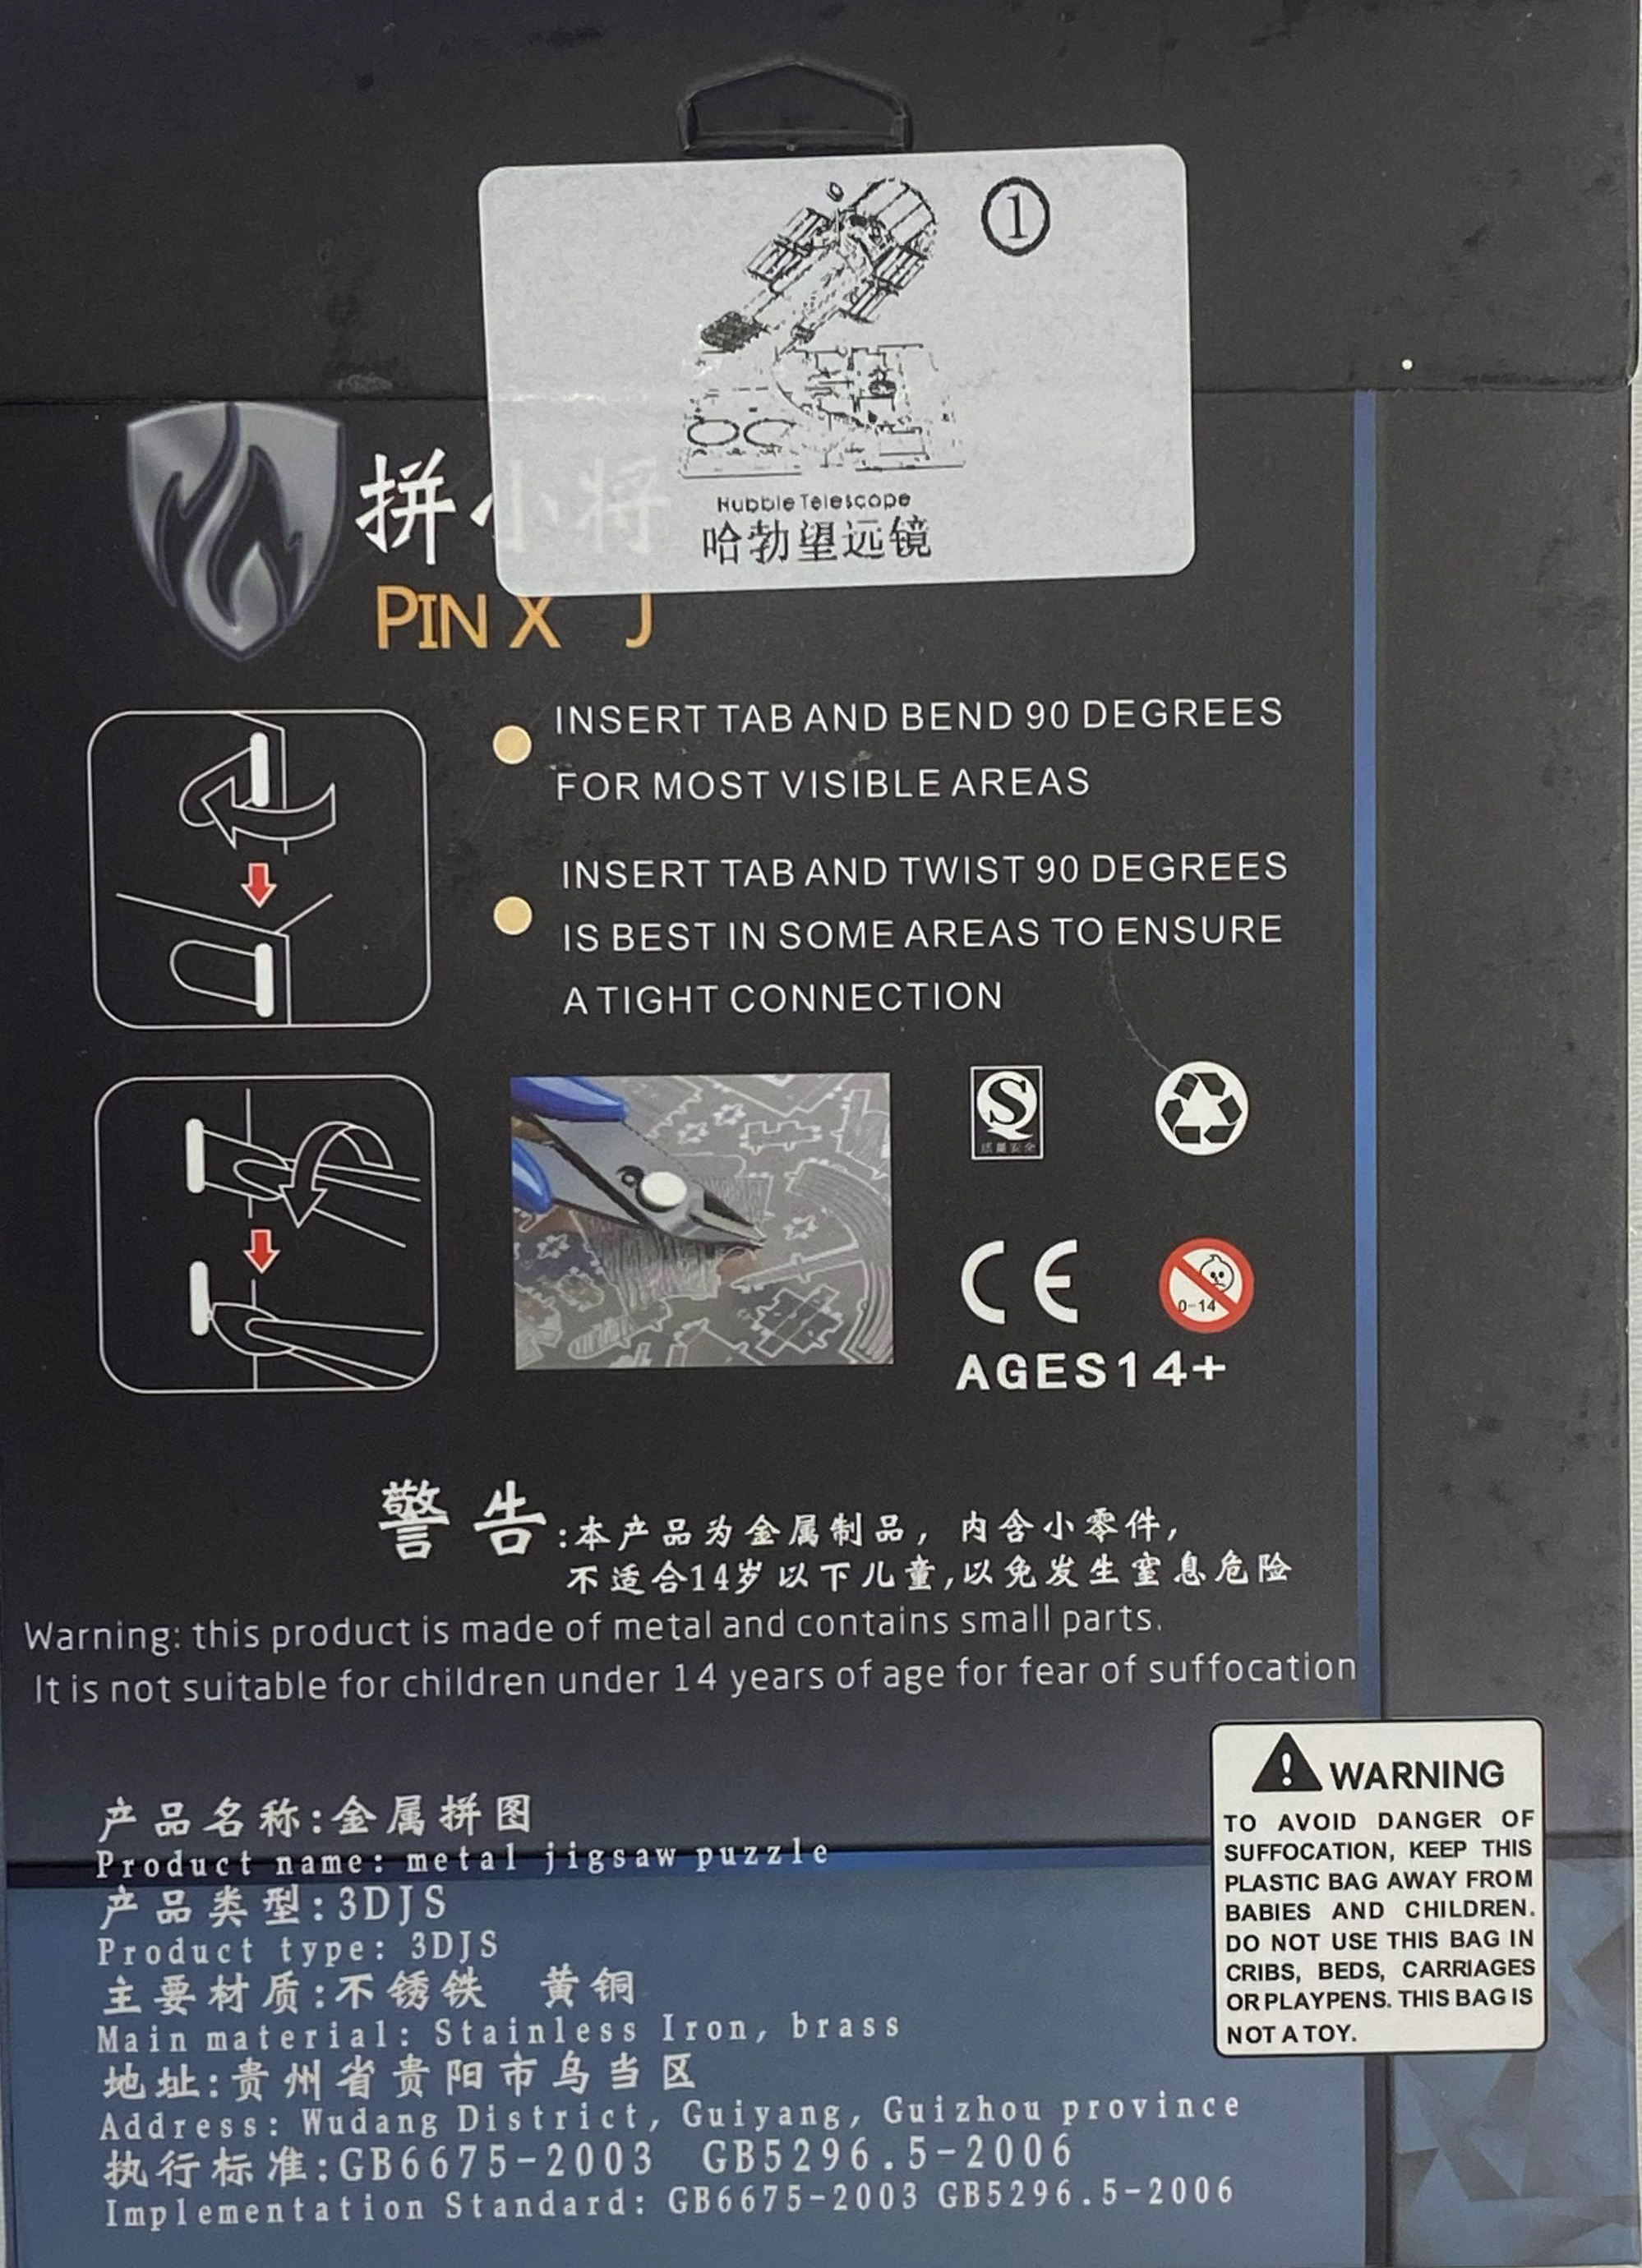 ①
Hubble Telescope
哈勃望远镜
拼小将
PIN X J
INSERT TAB AND BEND 90 DEGREES
FOR MOST VISIBLE AREAS
INSERT TAB AND TWIST 90 DEGREES
IS BEST IN SOME AREAS TO ENSURE
A TIGHT CONNECTION
质量安全
CE
0-14
AGES14+
警告:本产品为金属制品，内含小零件，
不适合14岁以下儿童,以免发生窒息危险
Warning: this product is made of metal and contains small parts.
It is not suitable for children under 14 years of age for fear of suffocation
产品名称:金属拼图
Product name: metal jigsaw puzzle
产品类型:3DJS
Product type: 3DJS
主要材质:不锈铁 黄铜
Main material: Stainless Iron, brass
地址:贵州省贵阳市乌当区
Address: Wudang District, Guiyang, Guizhou province
执行标准:GB6675-2003 GB5296.5-2006
Implementation Standard: GB6675-2003 GB5296.5-2006
WARNING
TO AVOID DANGER OF
SUFFOCATION, KEEP THIS
PLASTIC BAG AWAY FROM
BABIES AND CHILDREN.
DO NOT USE THIS BAG IN
CRIBS, BEDS, CARRIAGES
OR PLAYPENS. THIS BAG IS
NOT A TOY.